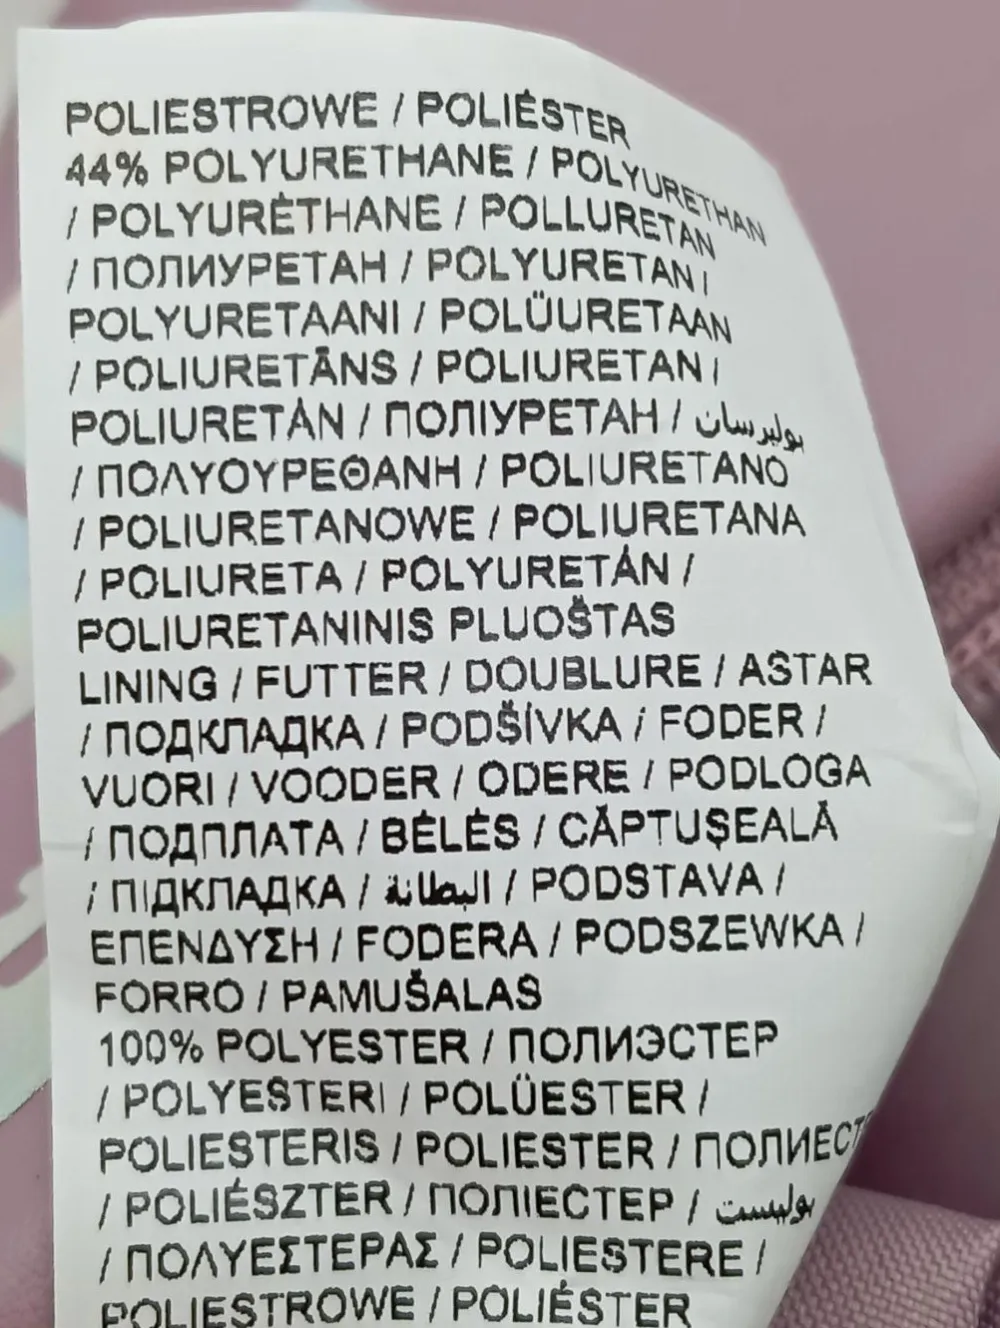 POLIESTROWE / POLIÉSTER
44% POLYURETHANE / POLYURETHAN
/ POLYURÉTHANE / POLLURETAN
/ ПОЛИУРЕТАН / POLYURETAN /
POLYURETAANI / POLÜURETAAN
/ POLIURETĀNS / POLIURETAN /
POLIURETÁN / ПОЛІУРЕТАН / بوليرسان
/ ΠΟΛΥΟΥΡΕΘΑΝΗ / POLIURETANO
/ POLIURETANOWE / POLIURETANA
/ POLIURETA / POLYURETÁN /
POLIURETANINIS PLUOŠTAS
LINING / FUTTER / DOUBLURE / ASTAR
/ ПОДКЛАДКА / PODŠÍVKA / FODER /
VUORI / VOODER / ODERE / PODLOGA
/ ПОДПЛАТА / BÉLÉS / CĂPTUŞEALĂ
/ ПІДКЛАДКА / البطانة / PODSTAVA /
ΕΠΕΝΔΥΣΗ / FODERA / PODSZEWKA /
FORRO / PAMUŠALAS
100% POLYESTER / ПОЛИЭСТЕР
/ POLYESTERI / POLÜESTER /
POLIESTERIS / POLIESTER / ПОЛИЕСТ
/ POLIÉSZTER / ПОЛІЕСТЕР / بوليست
/ ΠΟΛΥΕΣΤΕΡΑΣ / POLIESTERE /
POLIESTROWE / POLIÉSTER